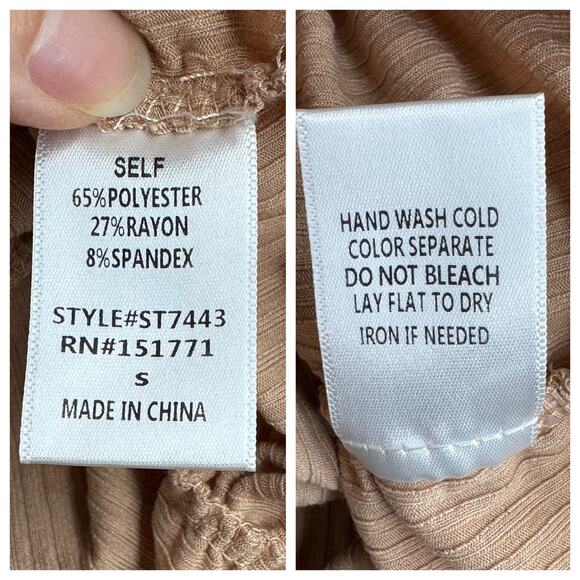 SELF
65%POLYESTER
27%RAYON
8%SPANDEX
STYLE#ST7443
RN#151771
S
MADE IN CHINA
HAND WASH COLD
COLOR SEPARATE
DO NOT BLEACH
LAY FLAT TO DRY
IRON IF NEEDED